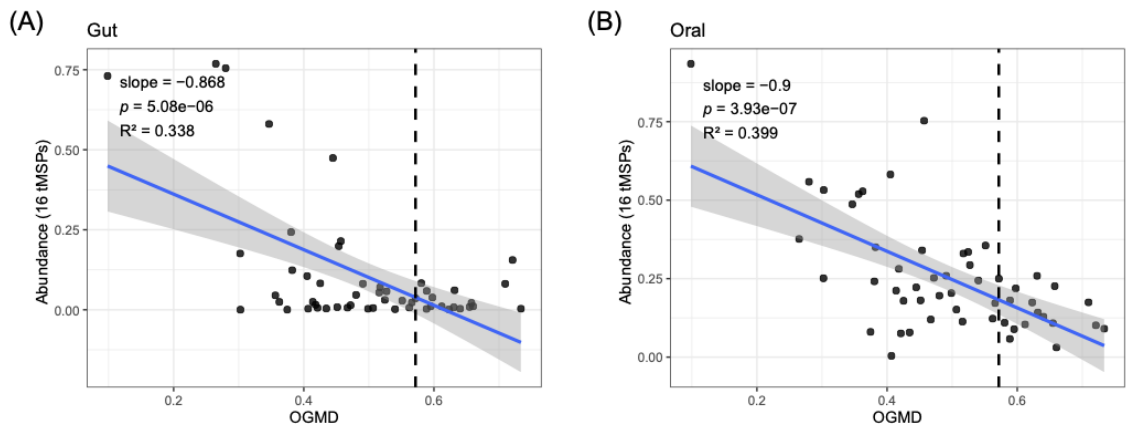 (A)
Gut
slope = −0.868
p = 5.08e−06
R² = 0.338
0.75
0.50
0.25
0.00
Abundance (16 tMSPs)
0.2
0.4
0.6
OGMD
(B)
Oral
slope = −0.9
p = 3.93e−07
R² = 0.399
0.75
0.50
0.25
0.00
Abundance (16 tMSPs)
0.2
0.4
0.6
OGMD